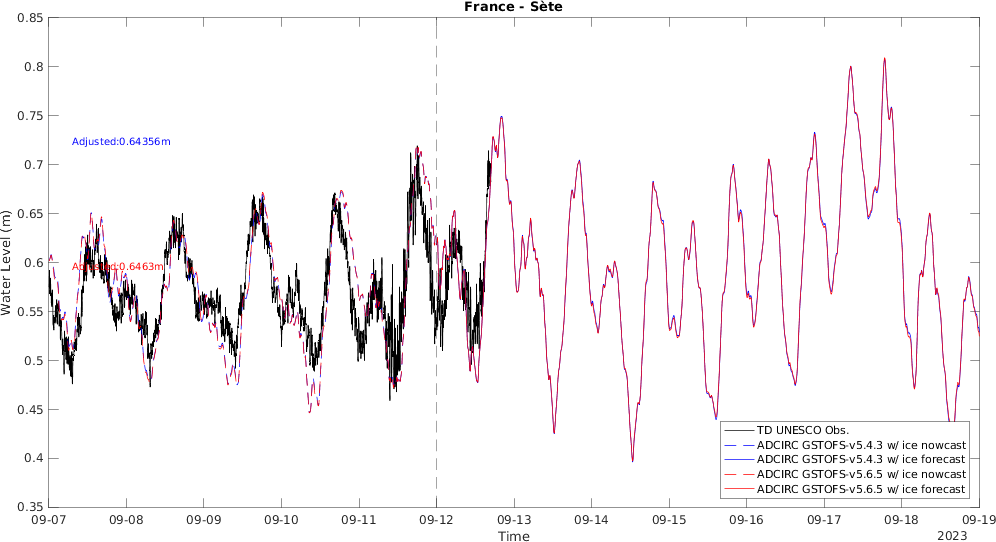 France - Sète
0.85
0.8
0.75
0.7
0.65
0.6
0.55
0.5
0.45
0.4
0.35
Water Level (m)
Adjusted:0.64356m
Adjusted:0.6463m
TD UNESCO Obs.
ADCIRC GSTOFS-v5.4.3 w/ ice nowcast
ADCIRC GSTOFS-v5.4.3 w/ ice forecast
ADCIRC GSTOFS-v5.6.5 w/ ice nowcast
ADCIRC GSTOFS-v5.6.5 w/ ice forecast
09-07 09-08 09-09 09-10 09-11 09-12 09-13 09-14 09-15 09-16 09-17 09-18 09-19
Time
2023